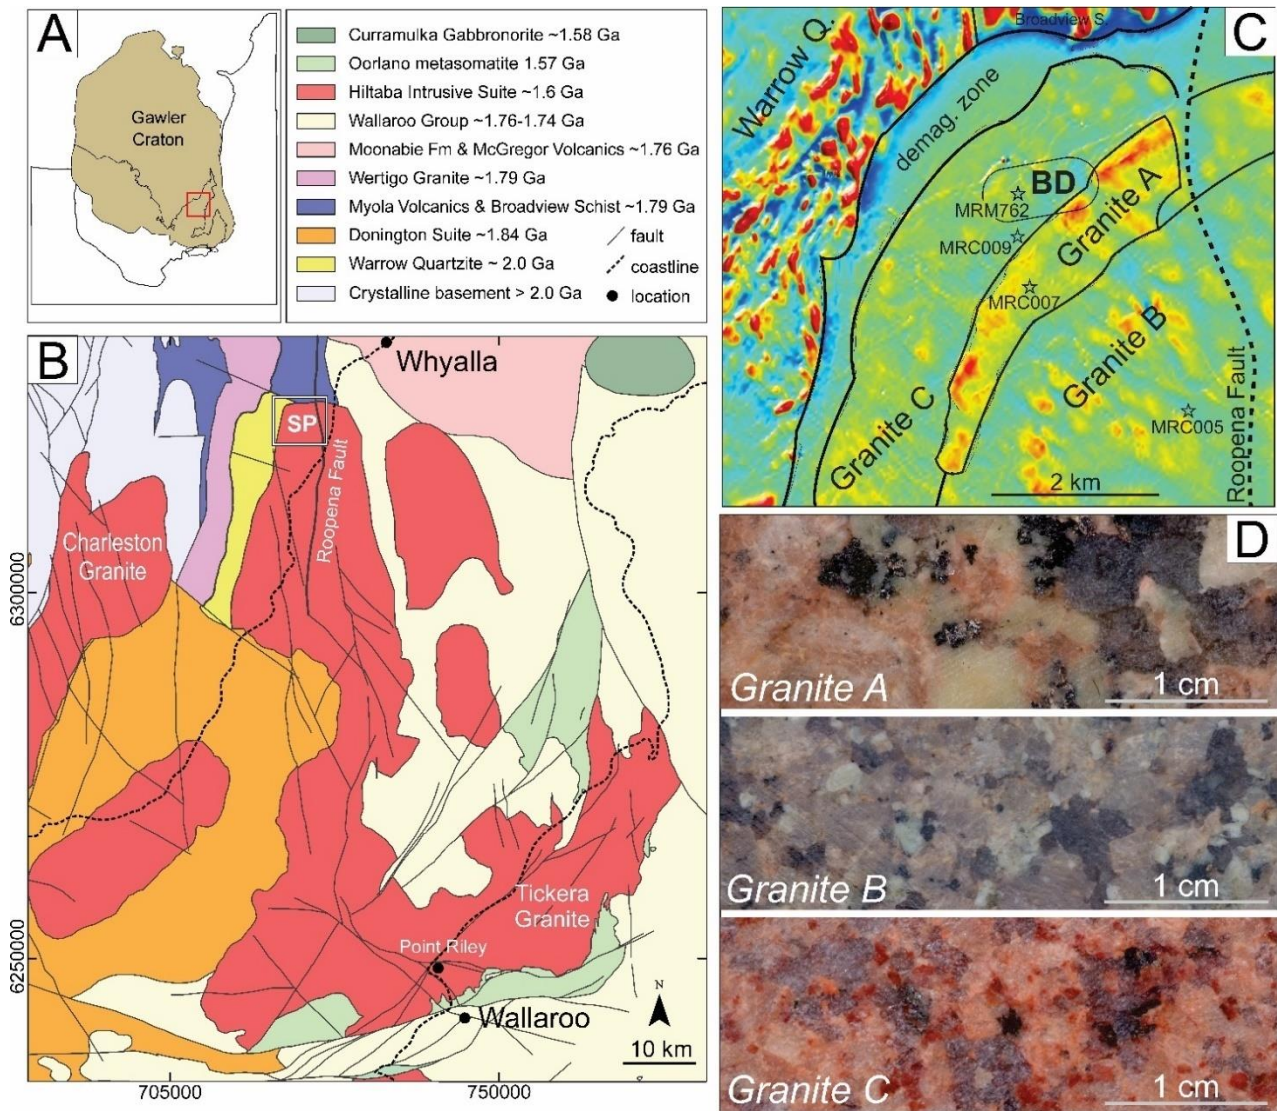 A
Gawler
Craton
Curramulka Gabbronorite ~1.58 Ga
Oorlano metasomatite 1.57 Ga
Hiltaba Intrusive Suite ~1.6 Ga
Wallaroo Group ~1.76-1.74 Ga
Moonabie Fm & McGregor Volcanics ~1.76
Wertigo Granite ~1.79 Ga
Myola Volcanics & Broadview Schist ~1.79
Donington Suite ~1.84 Ga
Warrow Quartzite ~ 2.0 Ga
Crystalline basement > 2.0 Ga
fault
coastline
location
B
Whyalla
SP
Roopena Fault
Charleston
Granite
Tickera
Granite
Point Riley
Wallaroo
N
10 km
6300000
6250000
705000
750000
C
Broadview S.
Warrow Q.
demag. zone
BD
MRM762
MRC009
MRC007
MRC005
Granite A
Granite B
Granite C
Roopena Fault
2 km
D
Granite A
1 cm
Granite B
1 cm
Granite C
1 cm